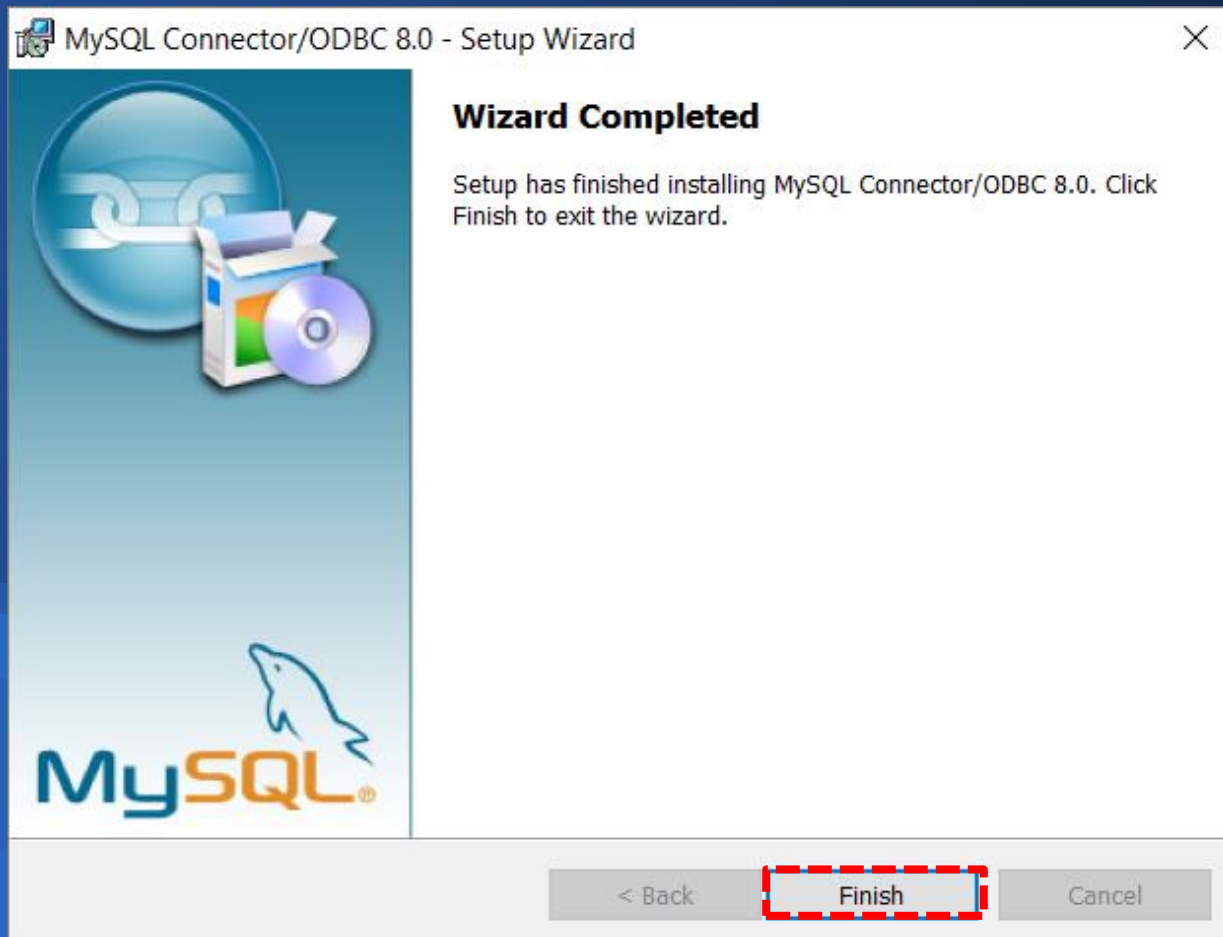 MySQL Connector/ODBC 8.0 - Setup Wizard
Wizard Completed
Setup has finished installing MySQL Connector/ODBC 8.0. Click
Finish to exit the wizard.
MySQL®
< Back
Finish
Cancel